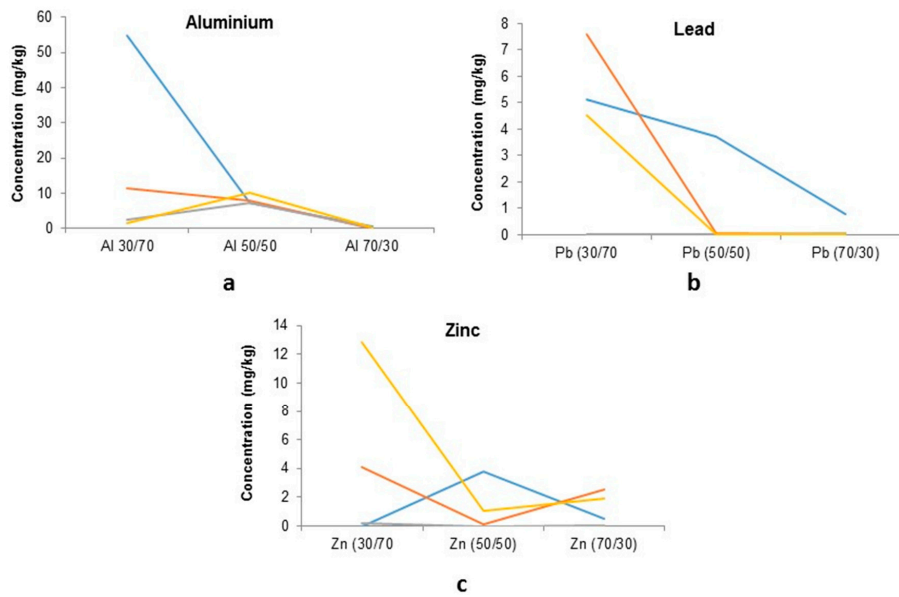 Aluminium
Concentration (mg/kg)
60
50
40
30
20
10
0
Al 30/70
Al 50/50
Al 70/30
a
Lead
Concentration (mg/kg)
8
7
6
5
4
3
2
1
0
Pb (30/70
Pb (50/50)
Pb (70/30)
b
Zinc
Concentration (mg/kg)
14
12
10
8
6
4
2
0
Zn (30/70
Zn (50/50)
Zn (70/30)
c